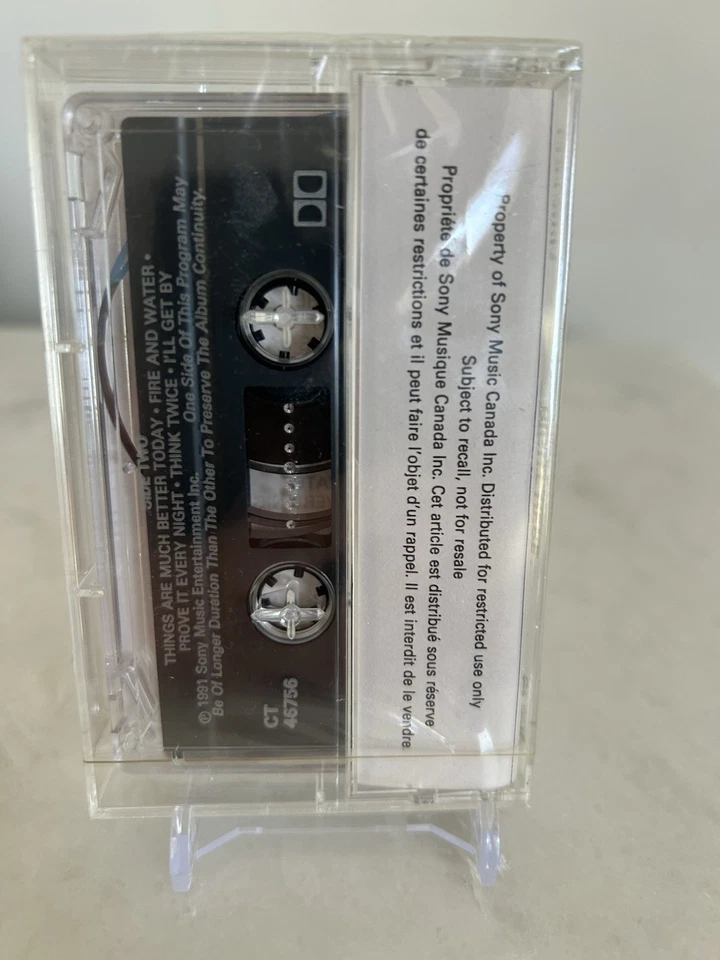 Property of Sony Music Canada Inc. Distributed for restricted use only
Subject to recall, not for resale
Propriété de Sony Musique Canada Inc. Cet article est distribué sous réserve
de certaines restrictions et il peut faire l'objet d'un rappel. Il est interdit de le vendre
SIDE TWO
THINGS ARE MUCH BETTER TODAY • FIRE AND WATER •
PROVE IT EVERY NIGHT • THINK TWICE • I'LL GET BY
℗ 1991 Sony Music Entertainment Inc. One Side Of This Program May
Be Of Longer Duration Than The Other To Preserve The Album Continuity.
CT
46756